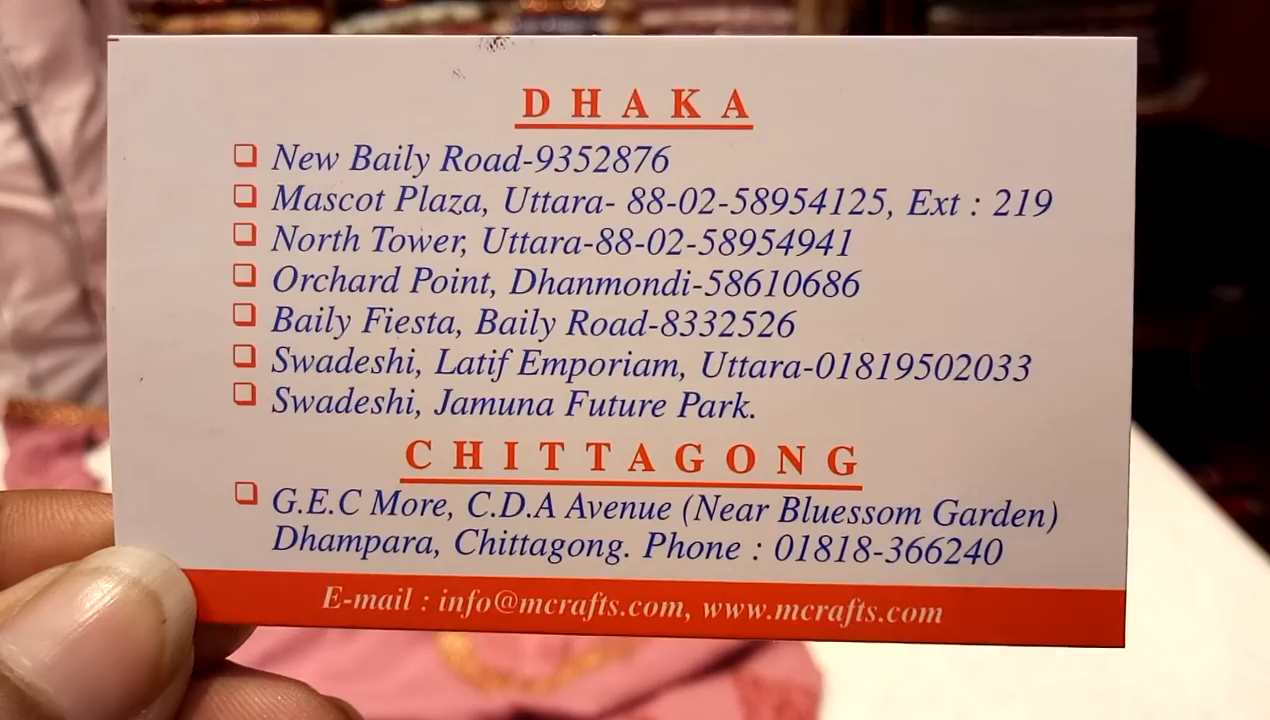 DHAKA
❑ New Baily Road-9352876
❑ Mascot Plaza, Uttara- 88-02-58954125, Ext : 219
❑ North Tower, Uttara-88-02-58954941
❑ Orchard Point, Dhanmondi-58610686
❑ Baily Fiesta, Baily Road-8332526
❑ Swadeshi, Latif Emporiam, Uttara-01819502033
❑ Swadeshi, Jamuna Future Park.
CHITTAGONG
❑ G.E.C More, C.D.A Avenue (Near Bluessom Garden)
Dhampara, Chittagong. Phone : 01818-366240
E-mail : info@mcrafts.com, www.mcrafts.com